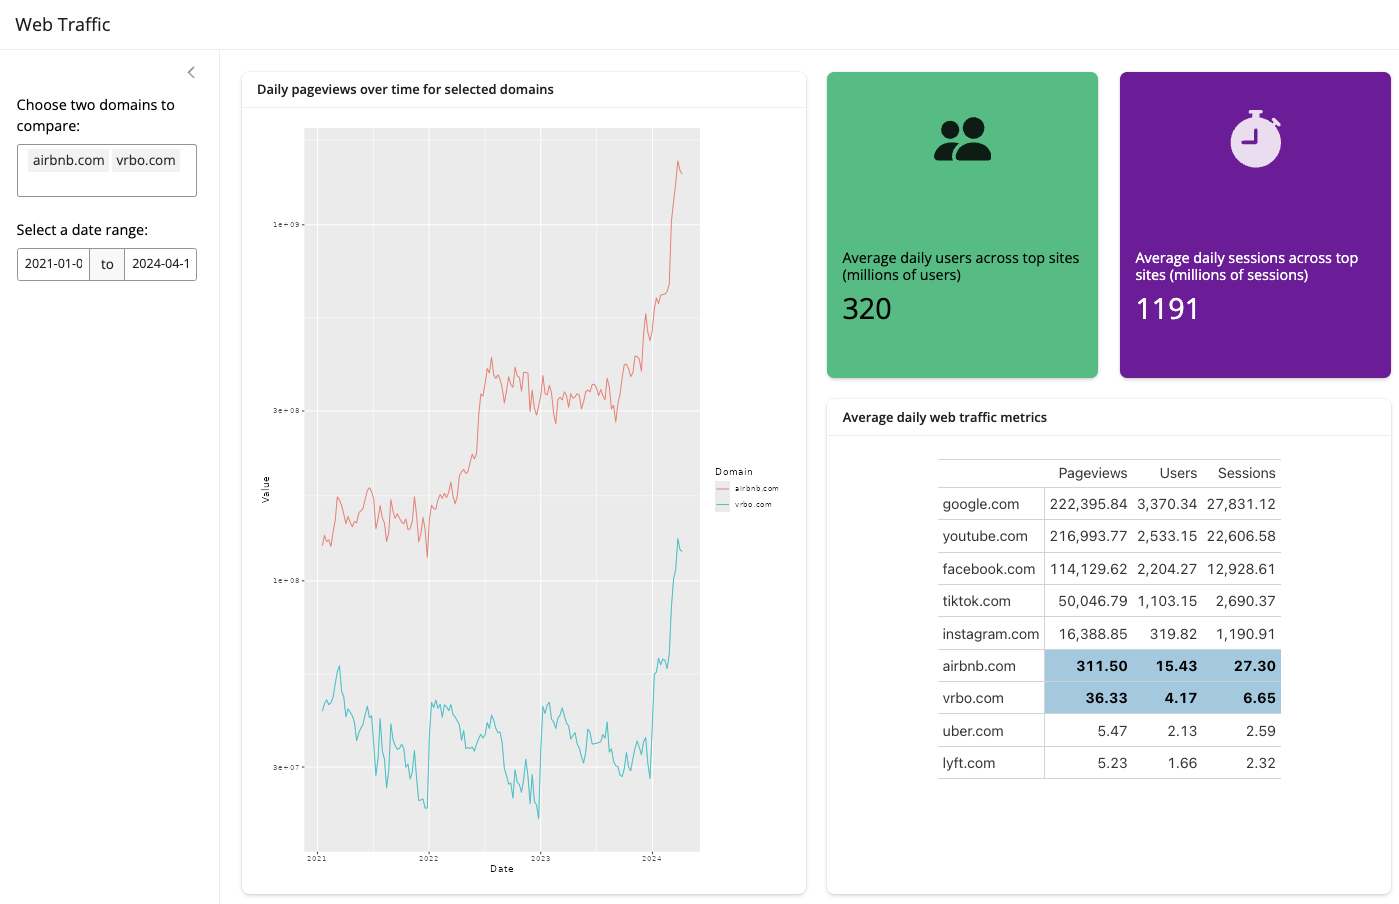 Web Traffic
Choose two domains to
compare:
airbnb.com vrbo.com
Select a date range:
2021-01-0 to 2024-04-1
Daily pageviews over time for selected domains
1e+09
3e+08
1e+08
3e+07
Value
2021 2022 2023 2024
Date
Domain
airbnb.com
vrbo.com
Average daily users across top sites
(millions of users)
320
Average daily sessions across top
sites (millions of sessions)
1191
Average daily web traffic metrics
Pageviews Users Sessions
google.com 222,395.84 3,370.34 27,831.12
youtube.com 216,993.77 2,533.15 22,606.58
facebook.com 114,129.62 2,204.27 12,928.61
tiktok.com 50,046.79 1,103.15 2,690.37
instagram.com 16,388.85 319.82 1,190.91
airbnb.com 311.50 15.43 27.30
vrbo.com 36.33 4.17 6.65
uber.com 5.47 2.13 2.59
lyft.com 5.23 1.66 2.32